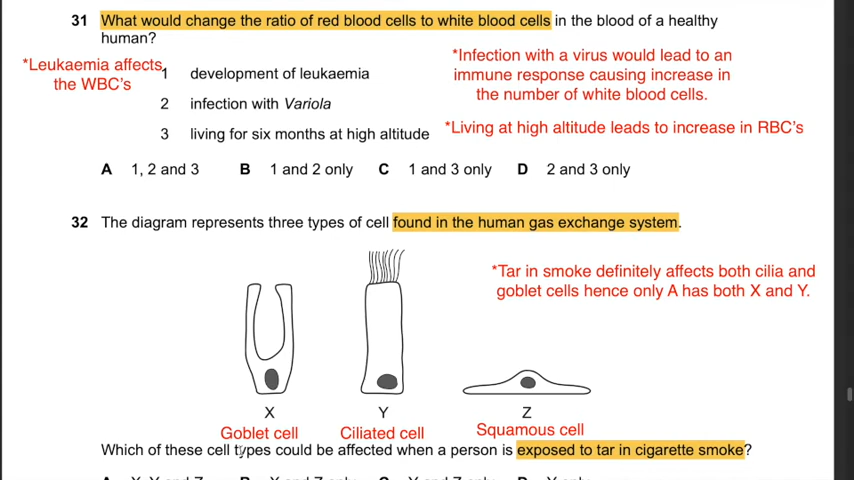 31 What would change the ratio of red blood cells to white blood cells in the blood of a healthy
human?
*Leukaemia affects
the WBC's
1 development of leukaemia
2 infection with Variola
3 living for six months at high altitude
*Infection with a virus would lead to an
immune response causing increase in
the number of white blood cells.
*Living at high altitude leads to increase in RBC's
A 1, 2 and 3 B 1 and 2 only C 1 and 3 only D 2 and 3 only
32 The diagram represents three types of cell found in the human gas exchange system.
*Tar in smoke definitely affects both cilia and
goblet cells hence only A has both X and Y.
X Y Z
Goblet cell Ciliated cell Squamous cell
Which of these cell types could be affected when a person is exposed to tar in cigarette smoke?